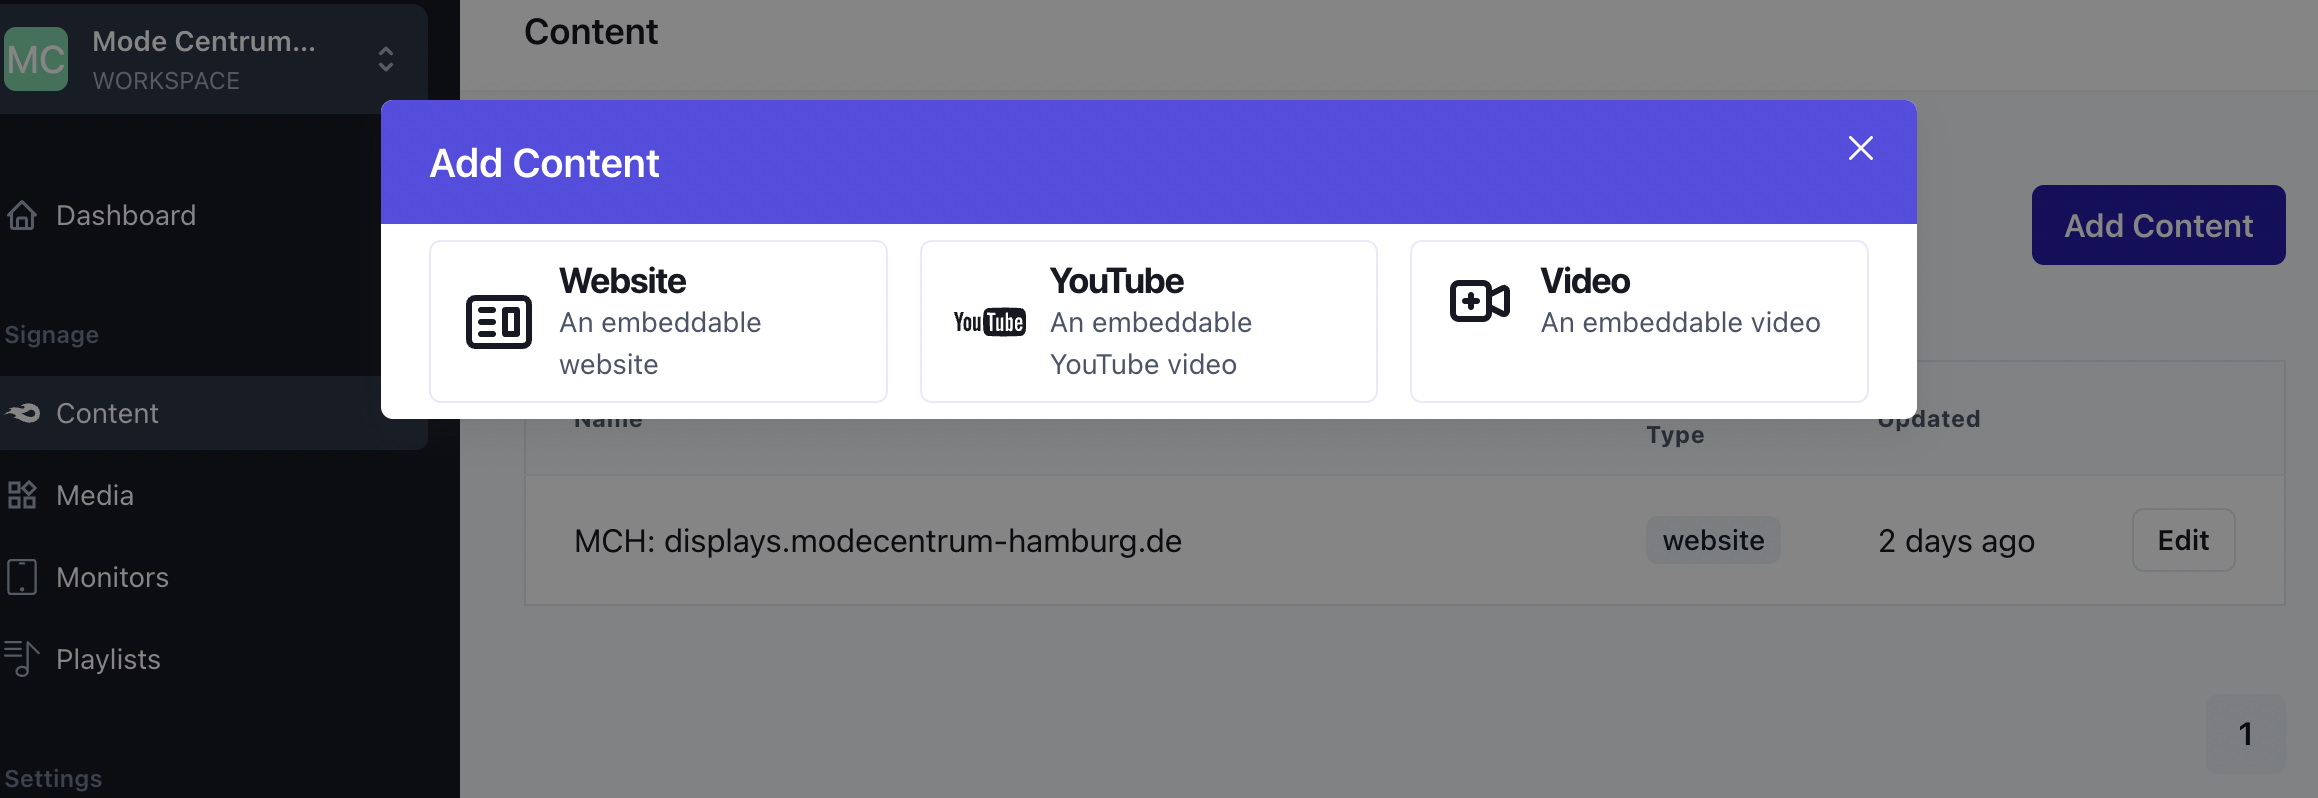 MC
Mode Centrum...
WORKSPACE
Dashboard
Signage
Content
Media
Monitors
Playlists
Settings
Content
Add Content
Add Content
Website
An embeddable
website
You Tube
YouTube
An embeddable
YouTube video
Video
An embeddable video
Name
Type
Updated
MCH: displays.modecentrum-hamburg.de
website
2 days ago
Edit
1